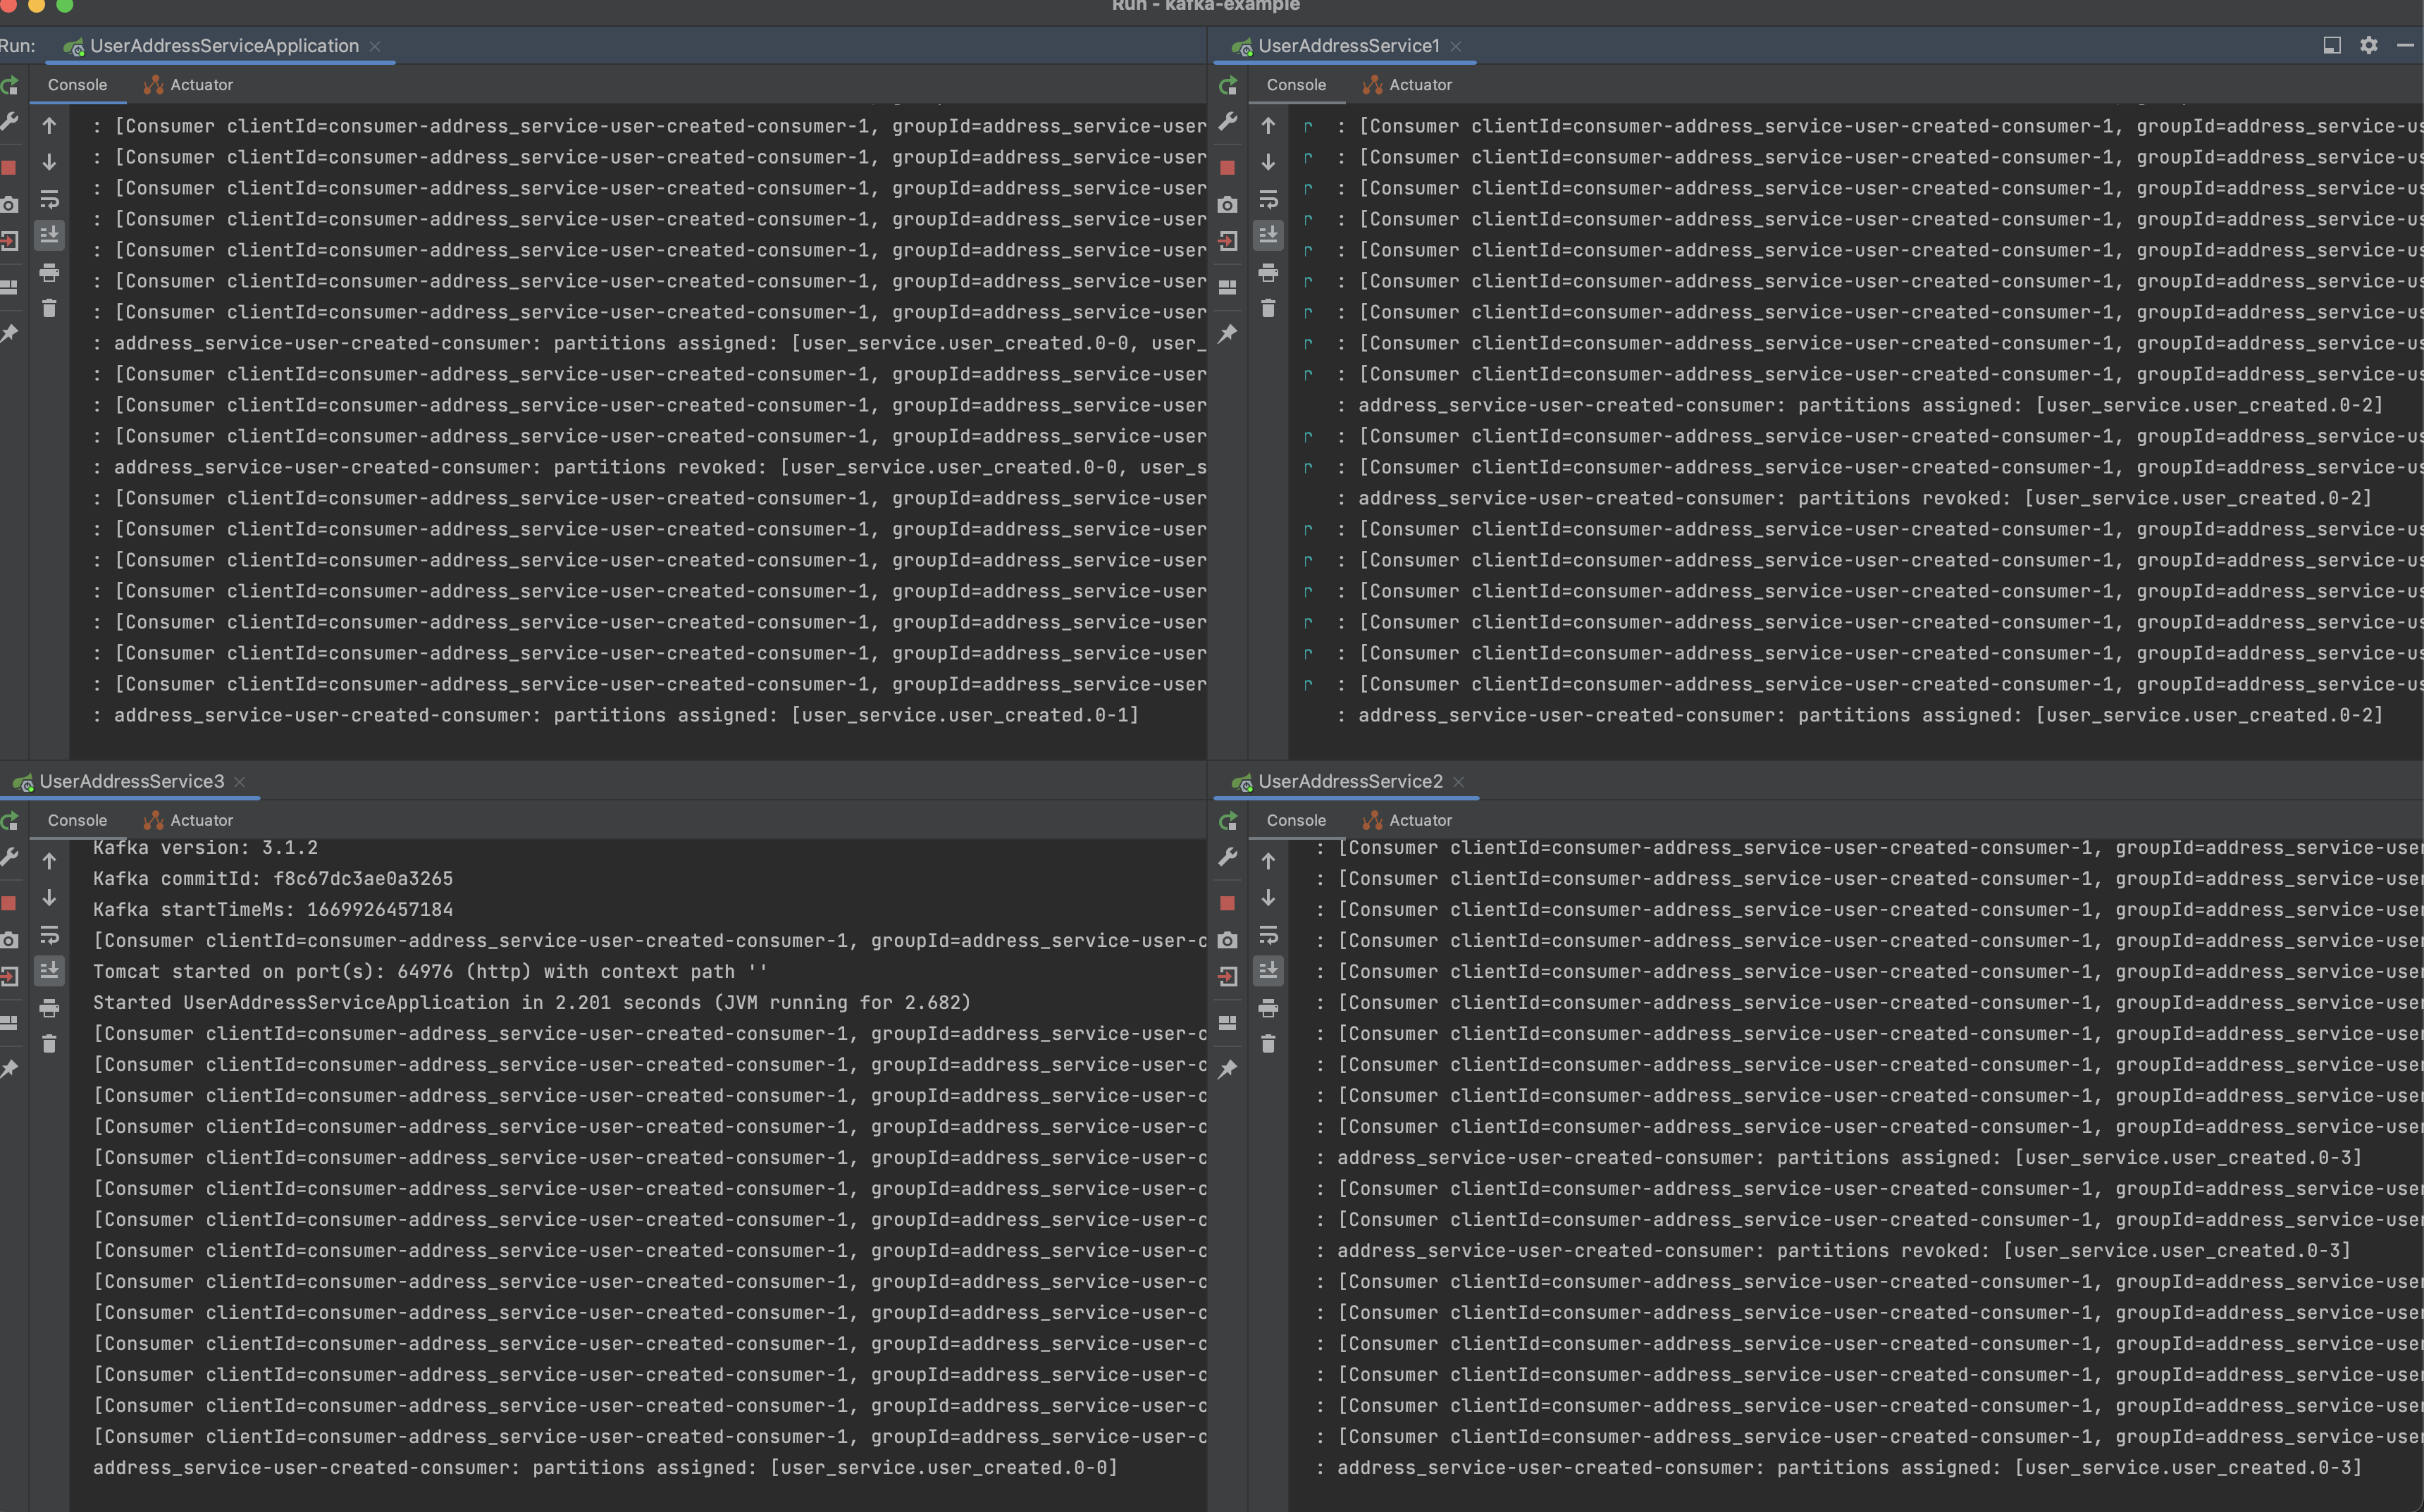 Run - kafka-example
Run:
UserAddressServiceApplication
Console Actuator
: [Consumer clientId=consumer-address_service-user-created-consumer-1, groupId=address_service-user
: [Consumer clientId=consumer-address_service-user-created-consumer-1, groupId=address_service-user
: [Consumer clientId=consumer-address_service-user-created-consumer-1, groupId=address_service-user
: [Consumer clientId=consumer-address_service-user-created-consumer-1, groupId=address_service-user
: [Consumer clientId=consumer-address_service-user-created-consumer-1, groupId=address_service-user
: [Consumer clientId=consumer-address_service-user-created-consumer-1, groupId=address_service-user
: [Consumer clientId=consumer-address_service-user-created-consumer-1, groupId=address_service-user
: address_service-user-created-consumer: partitions assigned: [user_service.user_created.0-0, user_
: [Consumer clientId=consumer-address_service-user-created-consumer-1, groupId=address_service-user
: [Consumer clientId=consumer-address_service-user-created-consumer-1, groupId=address_service-user
: [Consumer clientId=consumer-address_service-user-created-consumer-1, groupId=address_service-user
: address_service-user-created-consumer: partitions revoked: [user_service.user_created.0-0, user_s
: [Consumer clientId=consumer-address_service-user-created-consumer-1, groupId=address_service-user
: [Consumer clientId=consumer-address_service-user-created-consumer-1, groupId=address_service-user
: [Consumer clientId=consumer-address_service-user-created-consumer-1, groupId=address_service-user
: [Consumer clientId=consumer-address_service-user-created-consumer-1, groupId=address_service-user
: [Consumer clientId=consumer-address_service-user-created-consumer-1, groupId=address_service-user
: [Consumer clientId=consumer-address_service-user-created-consumer-1, groupId=address_service-user
: [Consumer clientId=consumer-address_service-user-created-consumer-1, groupId=address_service-user
: address_service-user-created-consumer: partitions assigned: [user_service.user_created.0-1]
UserAddressService1
Console Actuator
r : [Consumer clientId=consumer-address_service-user-created-consumer-1, groupId=address_service-us
r : [Consumer clientId=consumer-address_service-user-created-consumer-1, groupId=address_service-us
r : [Consumer clientId=consumer-address_service-user-created-consumer-1, groupId=address_service-us
r : [Consumer clientId=consumer-address_service-user-created-consumer-1, groupId=address_service-us
r : [Consumer clientId=consumer-address_service-user-created-consumer-1, groupId=address_service-us
r : [Consumer clientId=consumer-address_service-user-created-consumer-1, groupId=address_service-us
r : [Consumer clientId=consumer-address_service-user-created-consumer-1, groupId=address_service-us
r : [Consumer clientId=consumer-address_service-user-created-consumer-1, groupId=address_service-us
r : [Consumer clientId=consumer-address_service-user-created-consumer-1, groupId=address_service-us
: address_service-user-created-consumer: partitions assigned: [user_service.user_created.0-2]
r : [Consumer clientId=consumer-address_service-user-created-consumer-1, groupId=address_service-us
r : [Consumer clientId=consumer-address_service-user-created-consumer-1, groupId=address_service-us
: address_service-user-created-consumer: partitions revoked: [user_service.user_created.0-2]
r : [Consumer clientId=consumer-address_service-user-created-consumer-1, groupId=address_service-us
r : [Consumer clientId=consumer-address_service-user-created-consumer-1, groupId=address_service-us
r : [Consumer clientId=consumer-address_service-user-created-consumer-1, groupId=address_service-us
r : [Consumer clientId=consumer-address_service-user-created-consumer-1, groupId=address_service-us
r : [Consumer clientId=consumer-address_service-user-created-consumer-1, groupId=address_service-us
r : [Consumer clientId=consumer-address_service-user-created-consumer-1, groupId=address_service-us
: address_service-user-created-consumer: partitions assigned: [user_service.user_created.0-2]
UserAddressService3
Console Actuator
Kafka version: 3.1.2
Kafka commitId: f8c67dc3ae0a3265
Kafka startTimeMs: 1669926457184
[Consumer clientId=consumer-address_service-user-created-consumer-1, groupId=address_service-user-c
Tomcat started on port(s): 64976 (http) with context path ''
Started UserAddressServiceApplication in 2.201 seconds (JVM running for 2.682)
[Consumer clientId=consumer-address_service-user-created-consumer-1, groupId=address_service-user-c
[Consumer clientId=consumer-address_service-user-created-consumer-1, groupId=address_service-user-c
[Consumer clientId=consumer-address_service-user-created-consumer-1, groupId=address_service-user-c
[Consumer clientId=consumer-address_service-user-created-consumer-1, groupId=address_service-user-c
[Consumer clientId=consumer-address_service-user-created-consumer-1, groupId=address_service-user-c
[Consumer clientId=consumer-address_service-user-created-consumer-1, groupId=address_service-user-c
[Consumer clientId=consumer-address_service-user-created-consumer-1, groupId=address_service-user-c
[Consumer clientId=consumer-address_service-user-created-consumer-1, groupId=address_service-user-c
[Consumer clientId=consumer-address_service-user-created-consumer-1, groupId=address_service-user-c
[Consumer clientId=consumer-address_service-user-created-consumer-1, groupId=address_service-user-c
[Consumer clientId=consumer-address_service-user-created-consumer-1, groupId=address_service-user-c
[Consumer clientId=consumer-address_service-user-created-consumer-1, groupId=address_service-user-c
[Consumer clientId=consumer-address_service-user-created-consumer-1, groupId=address_service-user-c
[Consumer clientId=consumer-address_service-user-created-consumer-1, groupId=address_service-user-c
address_service-user-created-consumer: partitions assigned: [user_service.user_created.0-0]
UserAddressService2
Console Actuator
: [Consumer clientId=consumer-address_service-user-created-consumer-1, groupId=address_service-user
: [Consumer clientId=consumer-address_service-user-created-consumer-1, groupId=address_service-user
: [Consumer clientId=consumer-address_service-user-created-consumer-1, groupId=address_service-user
: [Consumer clientId=consumer-address_service-user-created-consumer-1, groupId=address_service-user
: [Consumer clientId=consumer-address_service-user-created-consumer-1, groupId=address_service-user
: [Consumer clientId=consumer-address_service-user-created-consumer-1, groupId=address_service-user
: [Consumer clientId=consumer-address_service-user-created-consumer-1, groupId=address_service-user
: [Consumer clientId=consumer-address_service-user-created-consumer-1, groupId=address_service-user
: [Consumer clientId=consumer-address_service-user-created-consumer-1, groupId=address_service-user
: [Consumer clientId=consumer-address_service-user-created-consumer-1, groupId=address_service-user
: address_service-user-created-consumer: partitions assigned: [user_service.user_created.0-3]
: [Consumer clientId=consumer-address_service-user-created-consumer-1, groupId=address_service-user
: [Consumer clientId=consumer-address_service-user-created-consumer-1, groupId=address_service-user
: address_service-user-created-consumer: partitions revoked: [user_service.user_created.0-3]
: [Consumer clientId=consumer-address_service-user-created-consumer-1, groupId=address_service-user
: [Consumer clientId=consumer-address_service-user-created-consumer-1, groupId=address_service-user
: [Consumer clientId=consumer-address_service-user-created-consumer-1, groupId=address_service-user
: [Consumer clientId=consumer-address_service-user-created-consumer-1, groupId=address_service-user
: [Consumer clientId=consumer-address_service-user-created-consumer-1, groupId=address_service-user
: [Consumer clientId=consumer-address_service-user-created-consumer-1, groupId=address_service-user
: address_service-user-created-consumer: partitions assigned: [user_service.user_created.0-3]